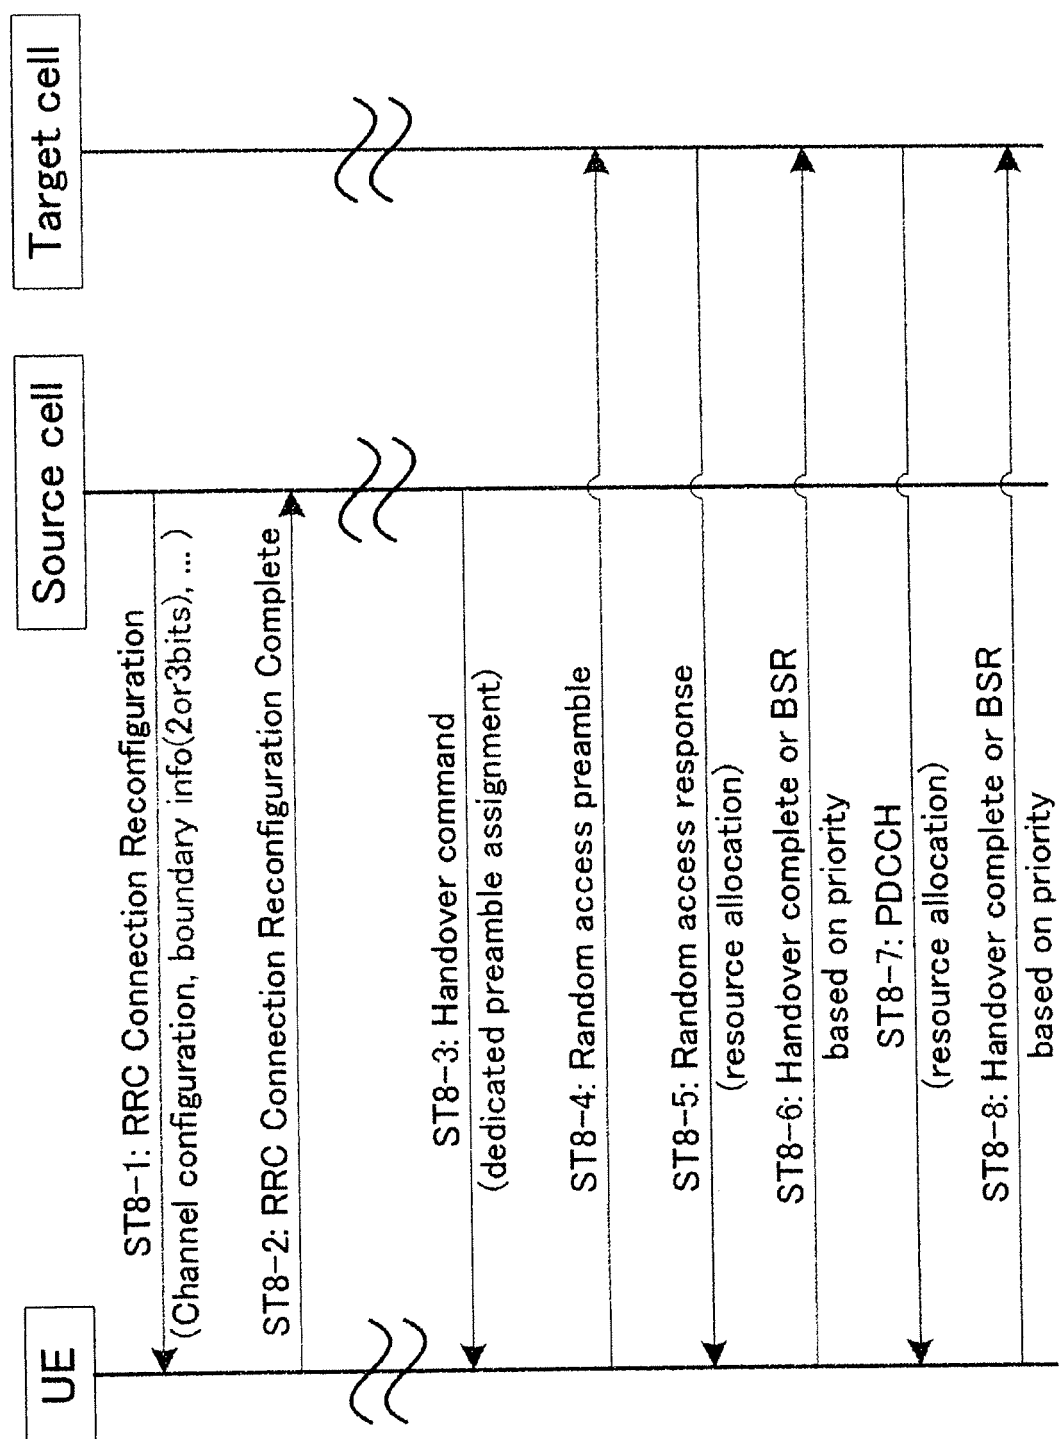 UE
Source cell
Target cell
ST8-1: RRC Connection Reconfiguration
(Channel configuration, boundary info(2or3bits), ... )
ST8-2: RRC Connection Reconfiguration Complete
ST8-3: Handover command
(dedicated preamble assignment)
ST8-4: Random access preamble
ST8-5: Random access response
(resource allocation)
ST8-6: Handover complete or BSR
based on priority
ST8-7: PDCCH
(resource allocation)
ST8-8: Handover complete or BSR
based on priority